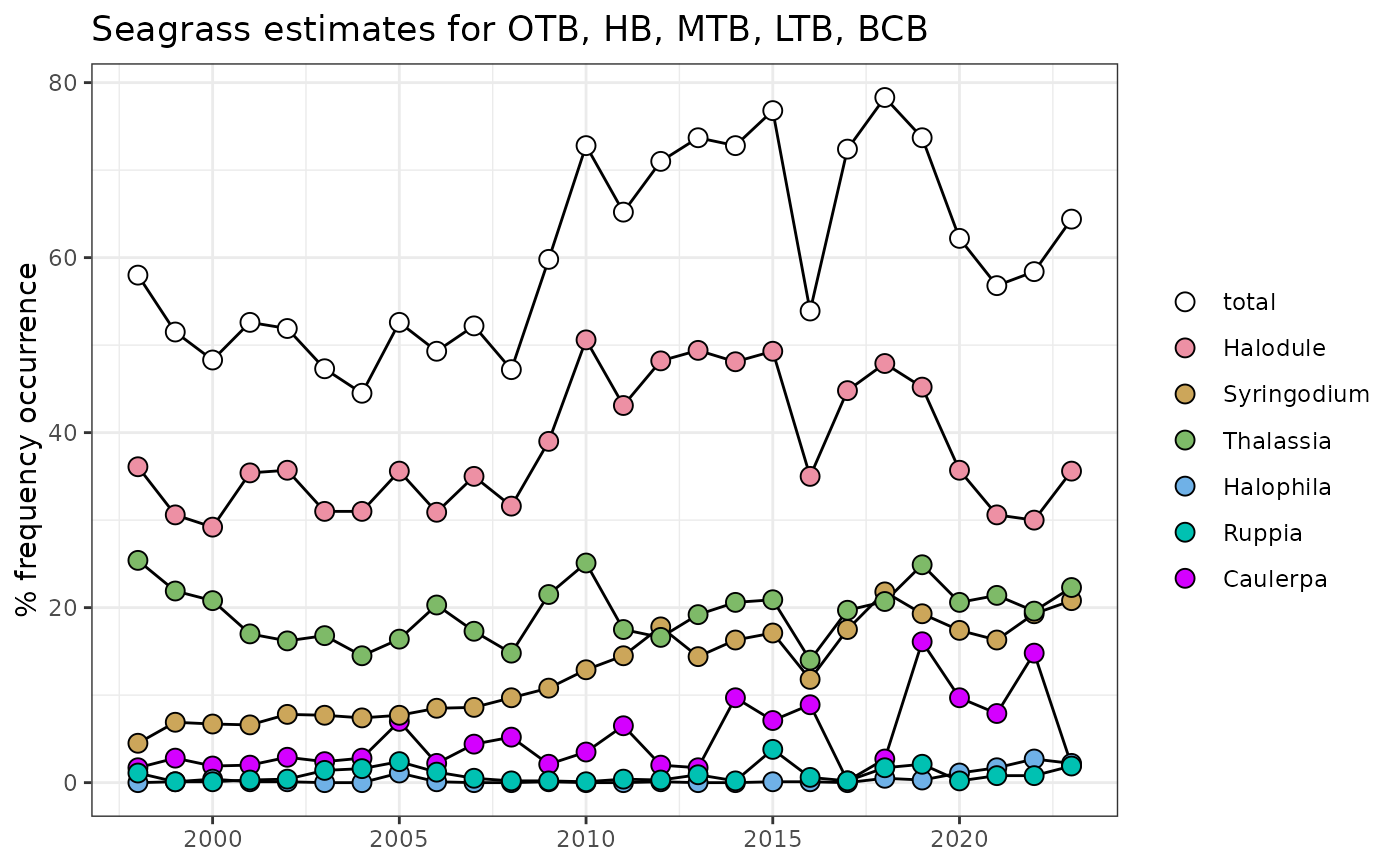 Seagrass estimates for OTB, HB, MTB, LTB, BCB
% frequency occurrence
80
60
40
20
0
2000
2005
2010
2015
2020
total
Halodule
Syringodium
Thalassia
Halophila
Ruppia
Caulerpa